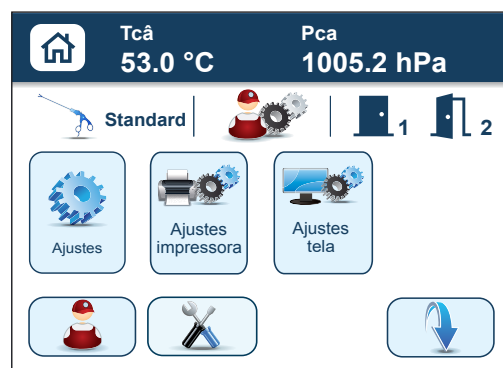 Tcâ
53.0 °C
Pca
1005.2 hPa
Standard
1
2
Ajustes
Ajustes
impressora
Ajustes
tela